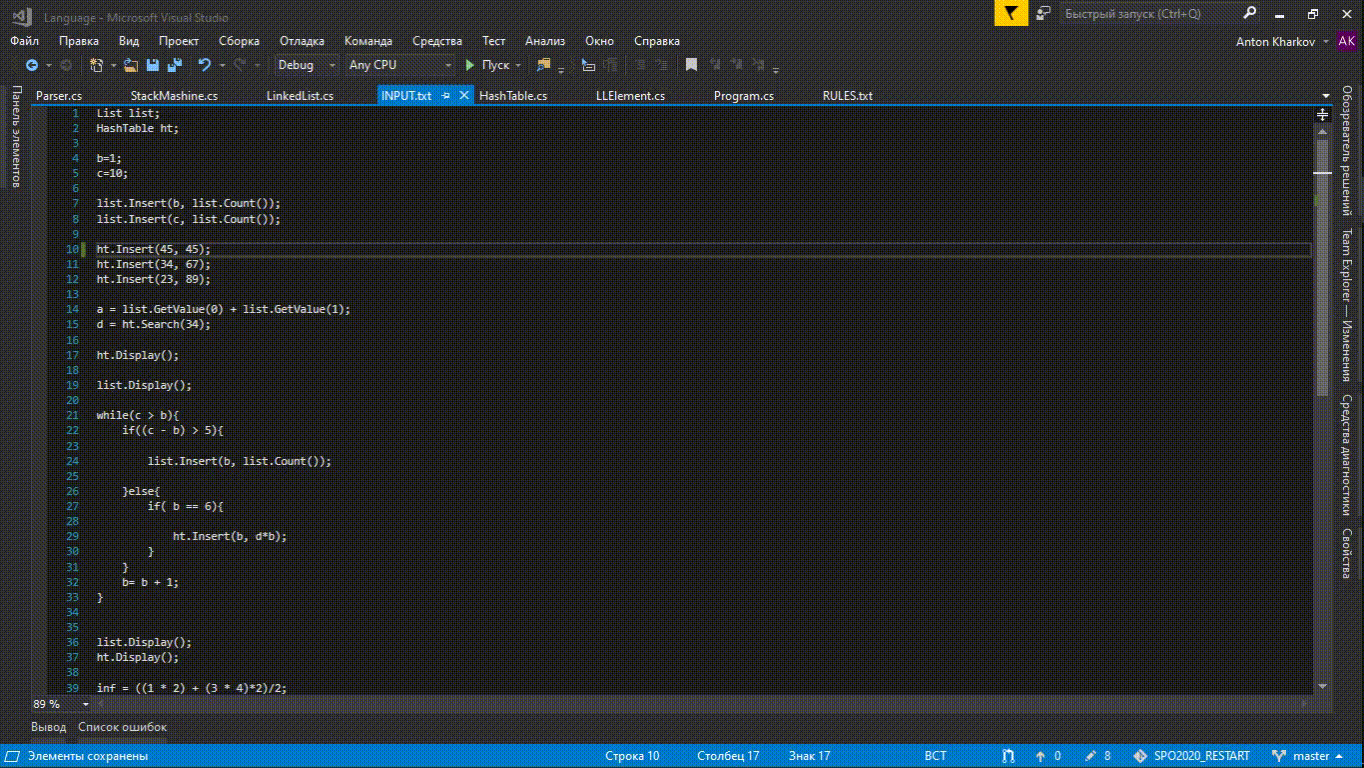 Language - Microsoft Visual Studio
Быстрый запуск (Ctrl+Q)
Файл Правка Вид Проект Сборка Отладка Команда Средства Тест Анализ Окно Справка
Anton Kharkov AK
Debug Any CPU Пуск
Parser.cs StackMashine.cs LinkedList.cs INPUT.txt HashTable.cs LLElement.cs Program.cs RULES.txt
Панель элементов
1 List list;
2 HashTable ht;
3
4 b=1;
5 c=10;
6
7 list.Insert(b, list.Count());
8 list.Insert(c, list.Count());
9
10 ht.Insert(45, 45);
11 ht.Insert(34, 67);
12 ht.Insert(23, 89);
13
14 a = list.GetValue(0) + list.GetValue(1);
15 d = ht.Search(34);
16
17 ht.Display();
18
19 list.Display();
20
21 while(c > b){
22 if((c - b) > 5){
23
24 list.Insert(b, list.Count());
25
26 }else{
27 if( b == 6){
28
29 ht.Insert(b, d*b);
30 }
31 }
32 b= b + 1;
33 }
34
35
36 list.Display();
37 ht.Display();
38
39 inf = ((1 * 2) + (3 * 4)*2)/2;
Обозреватель решений
Team Explorer — Изменения
Средства диагностики
Свойства
89 %
Вывод Список ошибок
Элементы сохранены Строка 10 Столбец 17 Знак 17 ВСТ 0 8 SPO2020_RESTART master